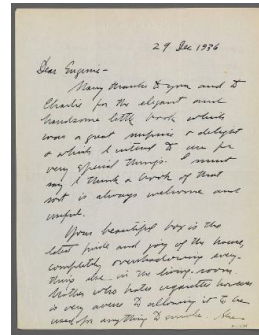 29 Dec 1936
Dear Eugenie -
Many thanks to you and to
Charlie for the elegant and
handsome little book which
was a great surprise & delight
& which I intend to use for
very special things. I must
say I think a book of that
sort is always welcome and
useful.
Your beautiful box is the
latest pride and joy of the house,
completely overshadowing every-
thing else in the living-room.
Mother who hates cigarette boxes
is very averse to allowing it to be
used for anything to smoke. She